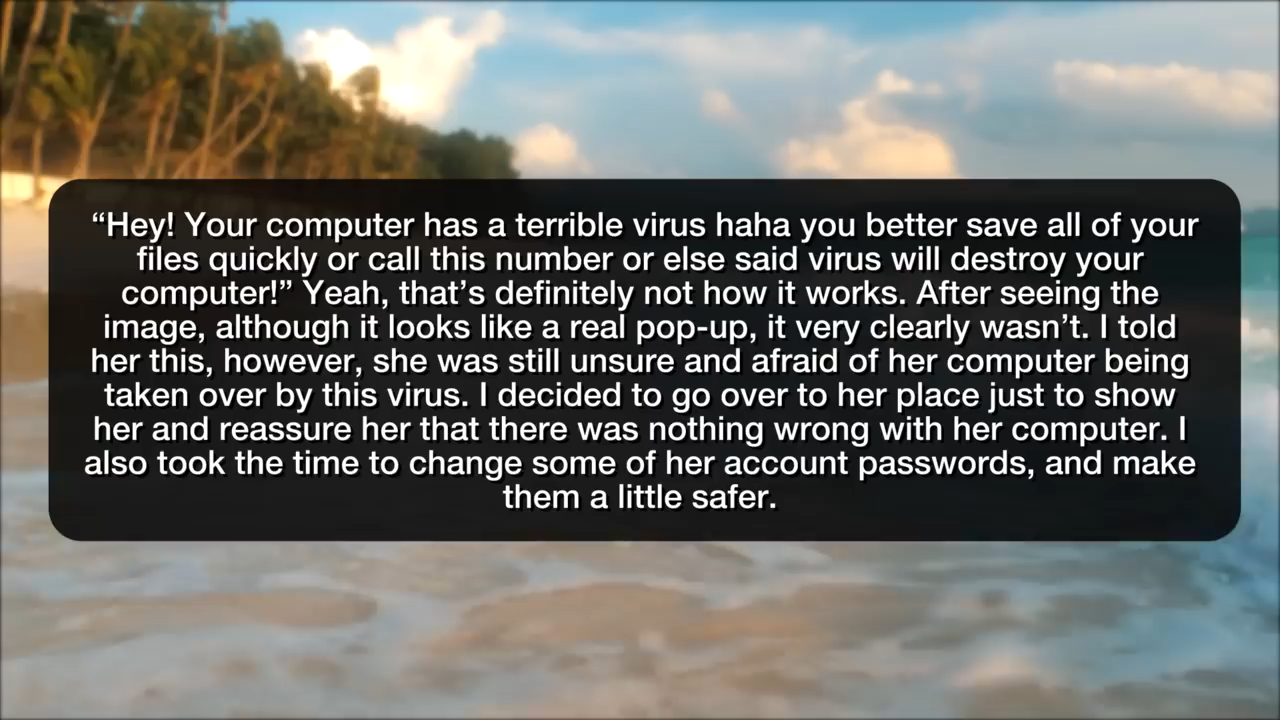 “Hey! Your computer has a terrible virus haha you better save all of your
files quickly or call this number or else said virus will destroy your
computer!” Yeah, that’s definitely not how it works. After seeing the
image, although it looks like a real pop-up, it very clearly wasn’t. I told
her this, however, she was still unsure and afraid of her computer being
taken over by this virus. I decided to go over to her place just to show
her and reassure her that there was nothing wrong with her computer. I
also took the time to change some of her account passwords, and make
them a little safer.